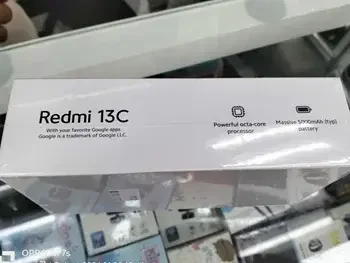 Redmi 13C
With your favorite Google apps.
Google is a trademark of Google LLC.
Powerful octa-core
processor
Massive 5000mAh (typ)
battery
OPPO